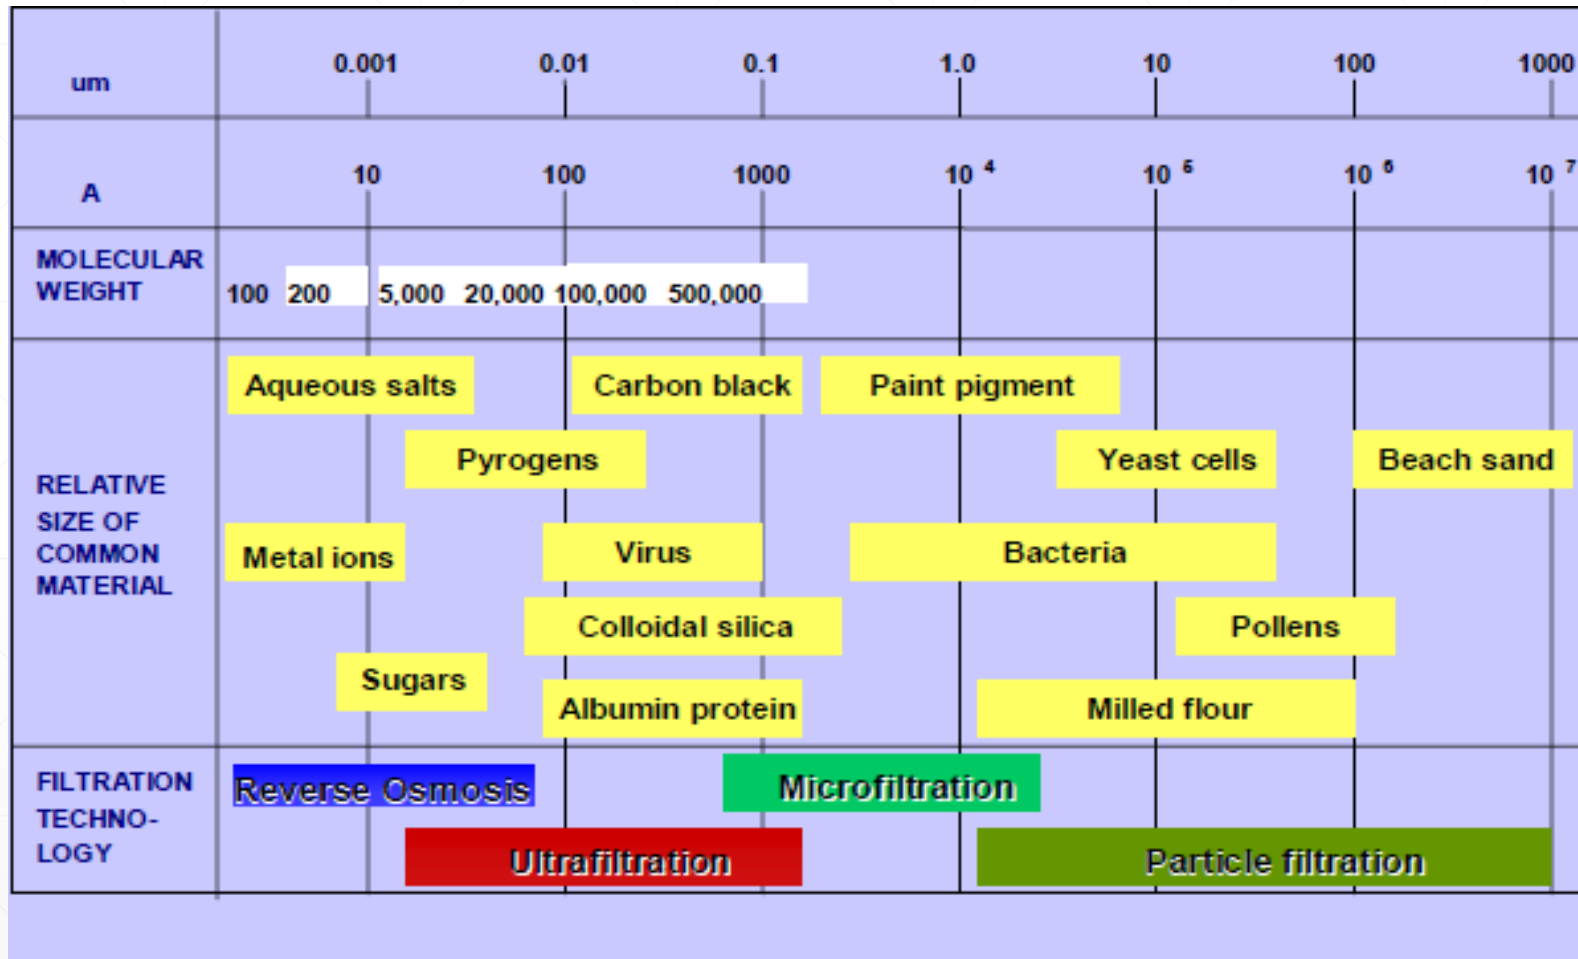 um 0.001 0.01 0.1 1.0 10 100 1000
A 10 100 1000 10 4 10 5 10 6 10 7
MOLECULAR
WEIGHT 100 200 5,000 20,000 100,000 500,000
Aqueous salts Carbon black Paint pigment
Pyrogens Yeast cells Beach sand
RELATIVE
SIZE OF
COMMON
MATERIAL
Metal ions Virus Bacteria
Colloidal silica Pollens
Sugars
Albumin protein Milled flour
FILTRATION
TECHNO-
LOGY
Reverse Osmosis Microfiltration
Ultrafiltration Particle filtration